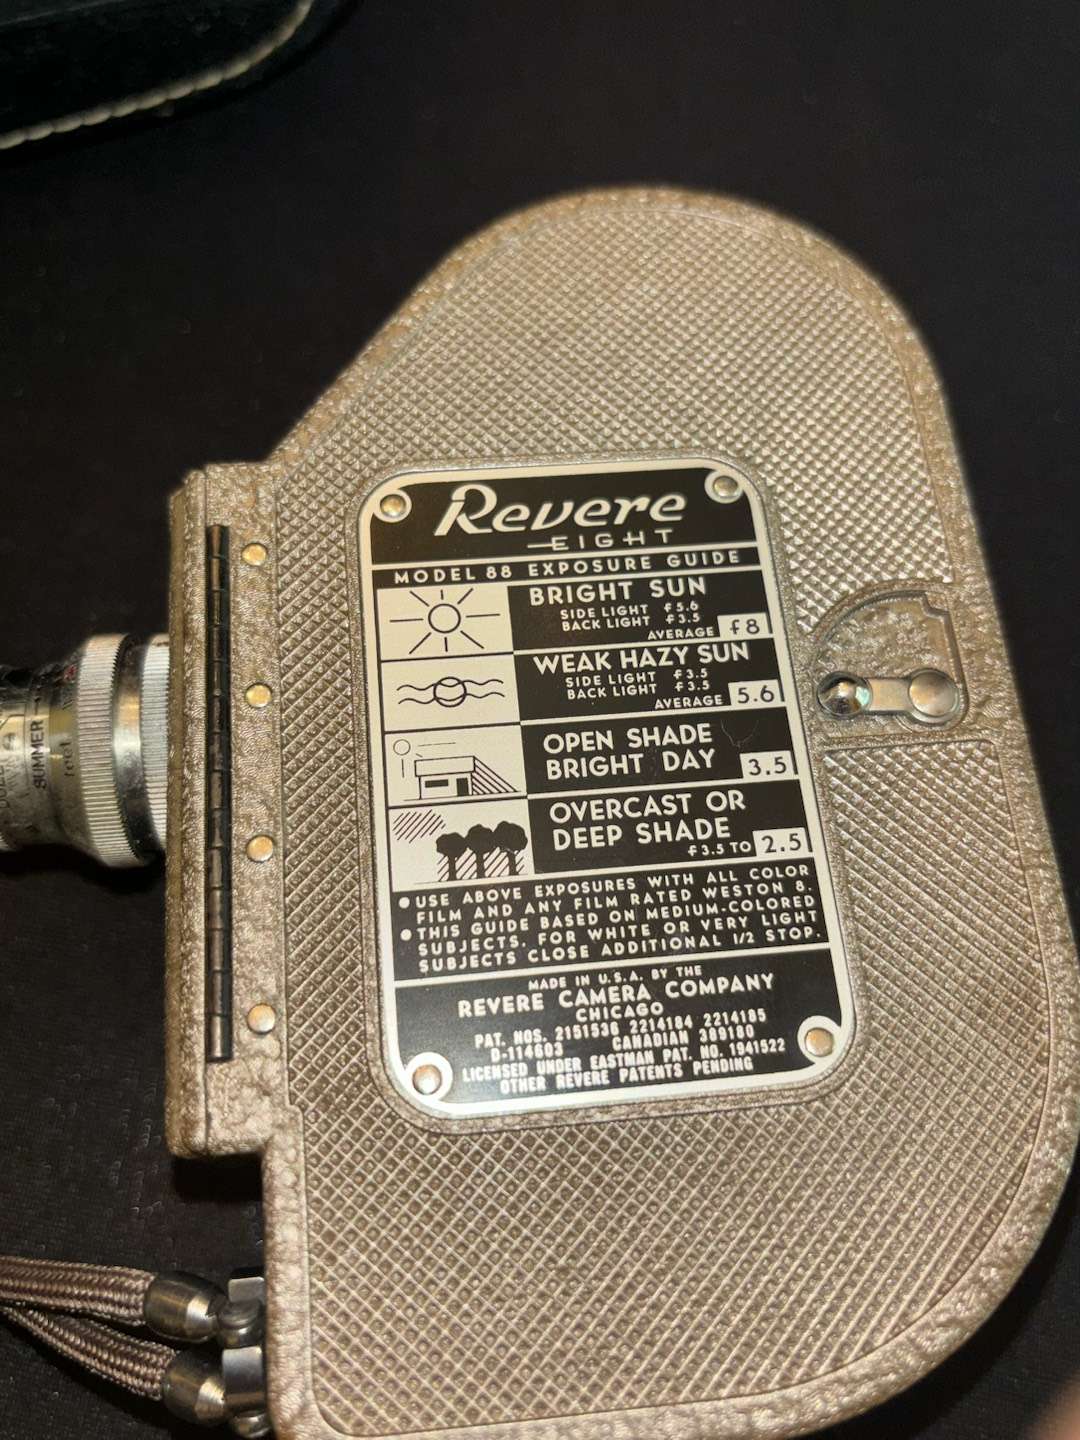 Revere
EIGHT
MODEL 88 EXPOSURE GUIDE
BRIGHT SUN
SIDE LIGHT f5.6
BACK LIGHT f3.5
AVERAGE f8
WEAK HAZY SUN
SIDE LIGHT f3.5
BACK LIGHT f3.5
AVERAGE 5.6
OPEN SHADE
BRIGHT DAY 3.5
OVERCAST OR
DEEP SHADE
f3.5 TO 2.5
• USE ABOVE EXPOSURES WITH ALL COLOR
FILM AND ANY FILM RATED WESTON 8.
• THIS GUIDE BASED ON MEDIUM-COLORED
SUBJECTS. FOR WHITE OR VERY LIGHT
SUBJECTS CLOSE ADDITIONAL 1/2 STOP.
MADE IN U.S.A. BY THE
REVERE CAMERA COMPANY
CHICAGO
PAT. NOS. 2151536 2214184 2214185
D-114603 CANADIAN 309180
LICENSED UNDER EASTMAN PAT. NO. 1941522
OTHER REVERE PATENTS PENDING
SUMMER
feet